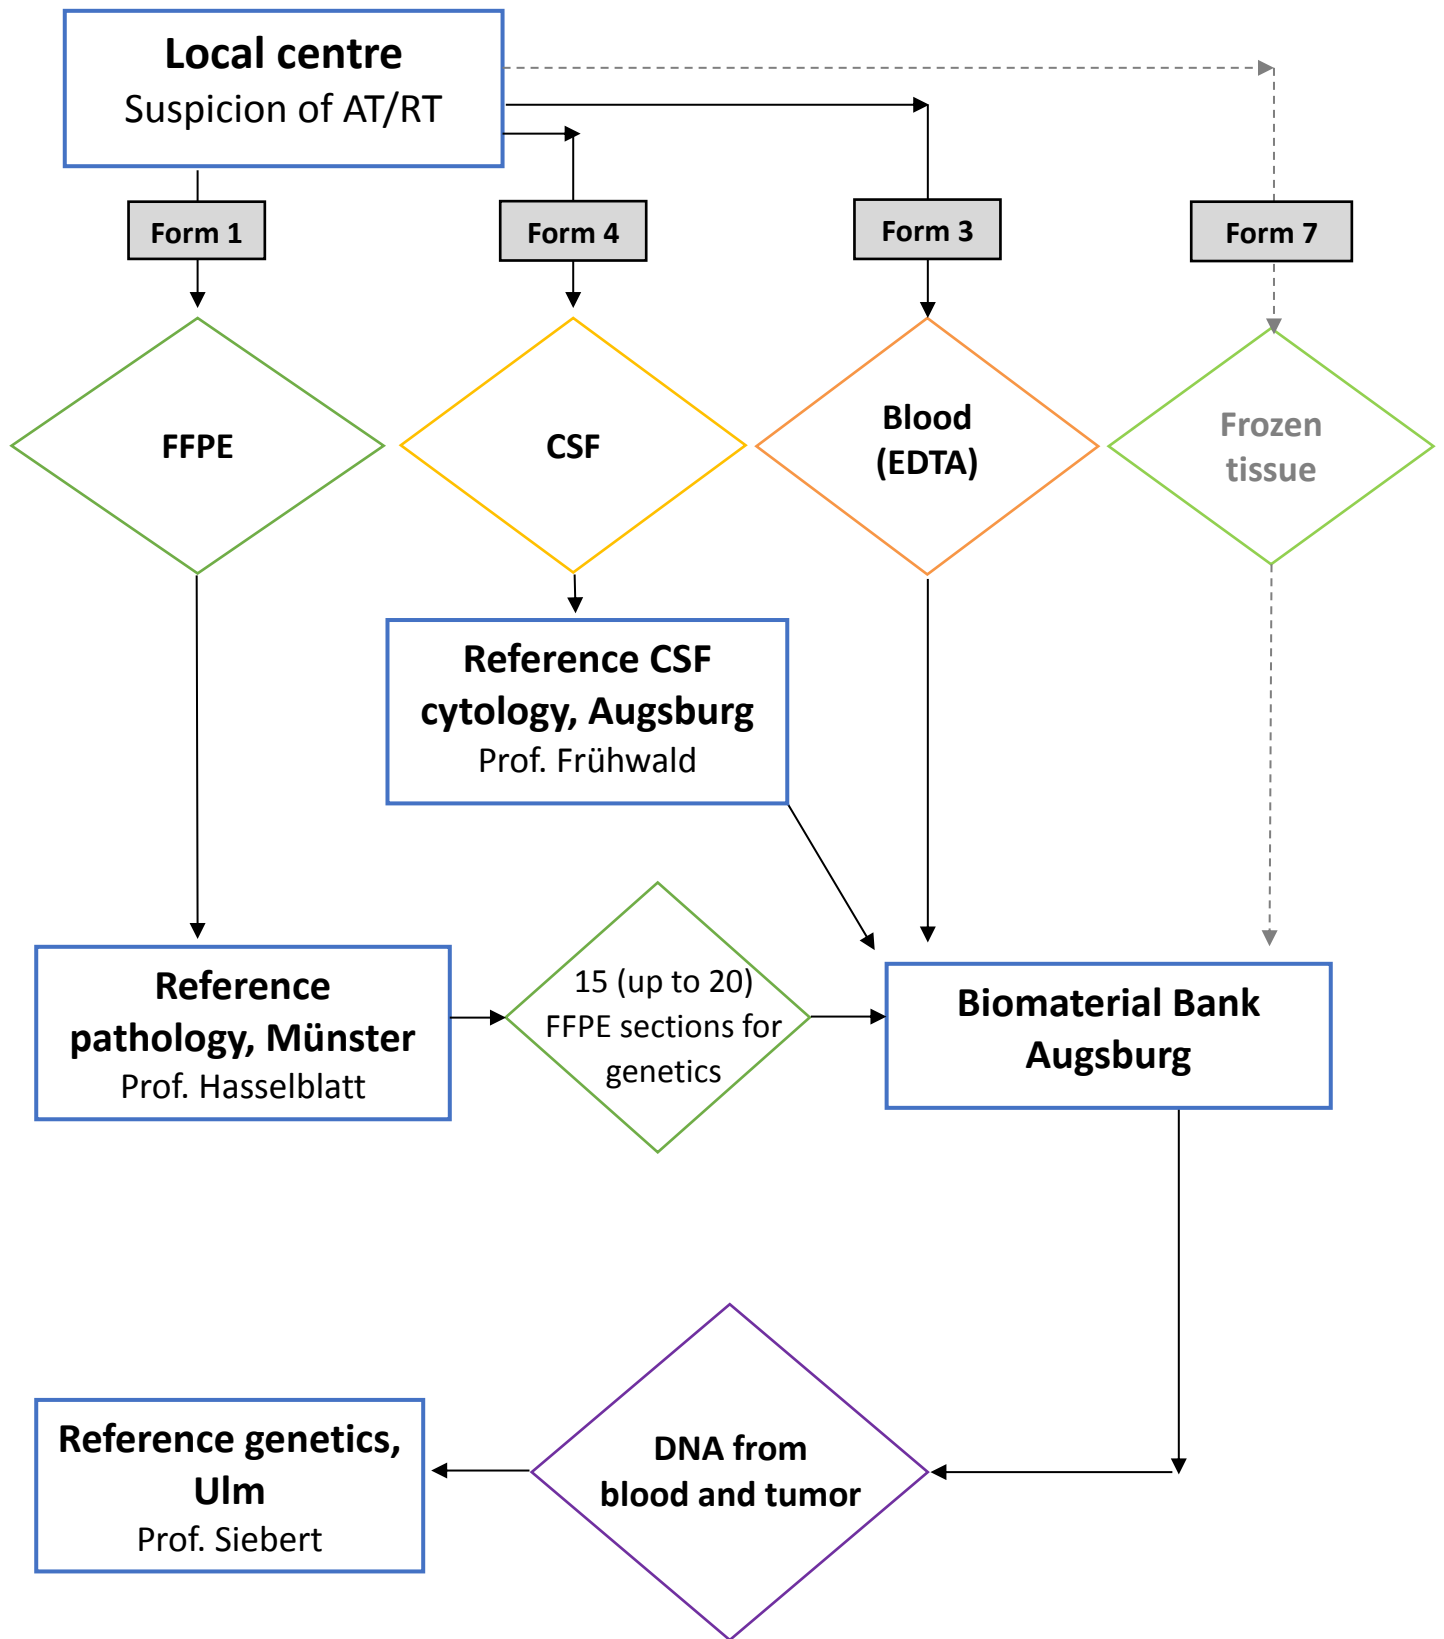 Local centre
Suspicion of AT/RT
Form 1
Form 4
Form 3
Form 7
FFPE
CSF
Blood
(EDTA)
Frozen
tissue
Reference CSF
cytology, Augsburg
Prof. Frühwald
Reference
pathology, Münster
Prof. Hasselblatt
15 (up to 20)
FFPE sections for
genetics
Biomaterial Bank
Augsburg
Reference genetics,
Ulm
Prof. Siebert
DNA from
blood and tumor